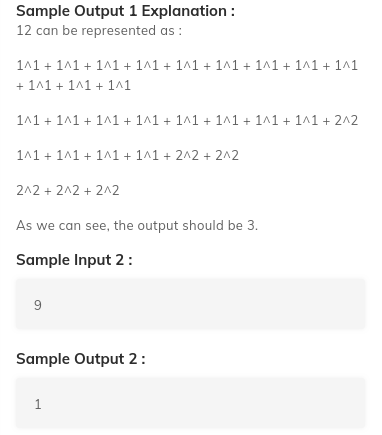 Sample Output 1 Explanation :
12 can be represented as :
1^1 + 1^1 + 1^1 + 1^1 + 1^1 + 1^1 + 1^1 + 1^1 + 1^1
+ 1^1 + 1^1 + 1^1
1^1 + 1^1 + 1^1 + 1^1 + 1^1 + 1^1 + 1^1 + 1^1 + 2^2
1^1 + 1^1 + 1^1 + 1^1 + 2^2 + 2^2
2^2 + 2^2 + 2^2
As we can see, the output should be 3.
Sample Input 2 :
9
Sample Output 2 :
1